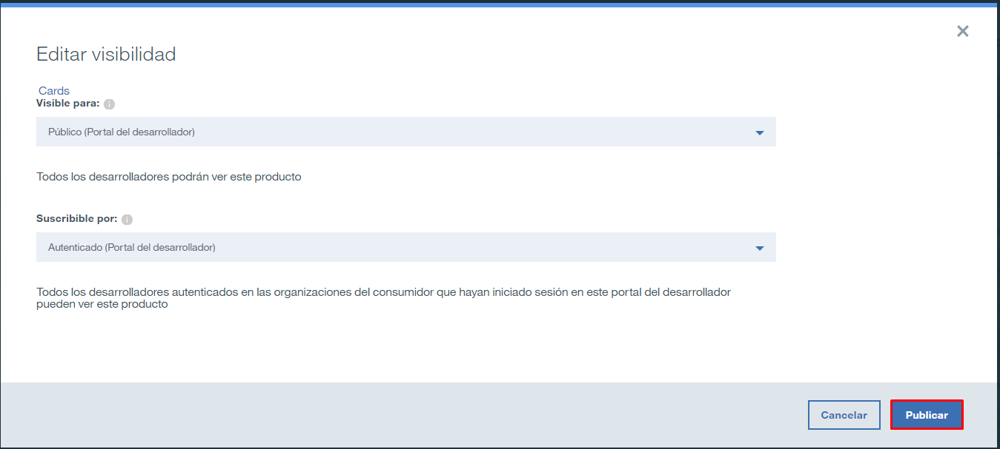 Editar visibilidad
Cards
Visible para:
Público (Portal del desarrollador)
Todos los desarrolladores podrán ver este producto
Suscribible por:
Autenticado (Portal del desarrollador)
Todos los desarrolladores autenticados en las organizaciones del consumidor que hayan iniciado sesión en este portal del desarrollador
pueden ver este producto
Cancelar
Publicar